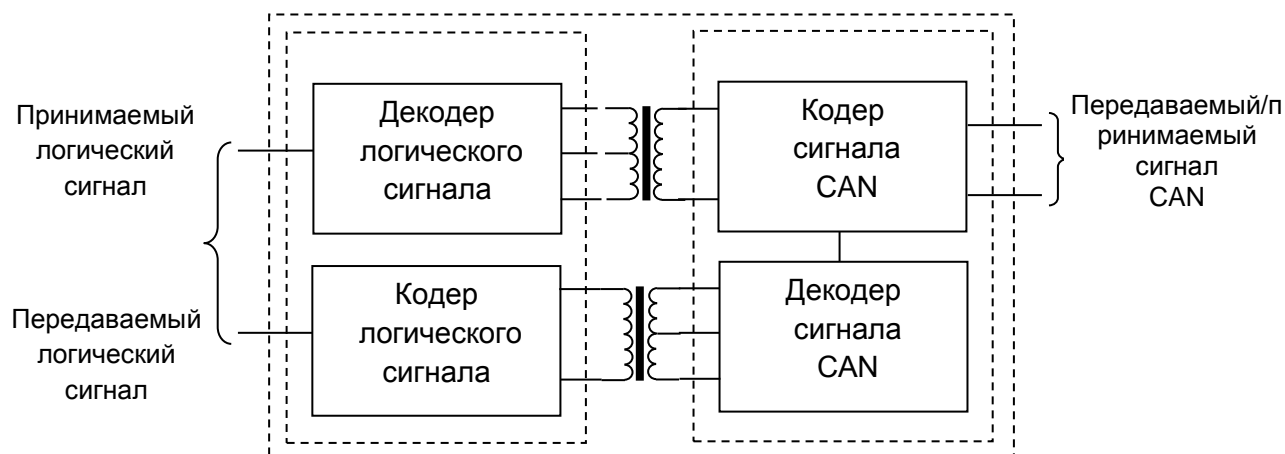 Принимаемый
логический
сигнал
Передаваемый
логический
сигнал
Декодер
логического
сигнала
Кодер
логического
сигнала
Кодер
сигнала
CAN
Декодер
сигнала
CAN
Передаваемый/п
ринимаемый
сигнал
CAN